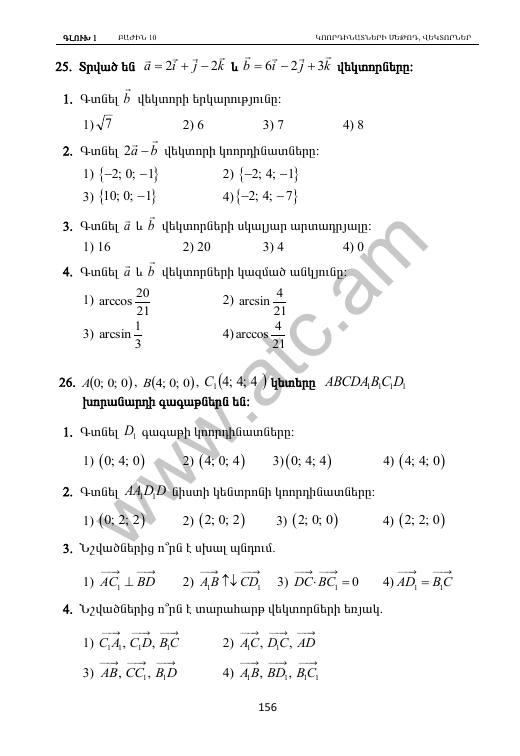 ԳԼՈՒԽ 1 ԲԱԺԻՆ 10 ԿՈՈՐԴԻՆԱՏՆԵՐԻ ՄԵԹՈԴ, ՎԵԿՏՈՐՆԵՐ
25. Տրված են a⃗ = 2i⃗ + j⃗ − 2k⃗ և b⃗ = 6i⃗ − 2j⃗ + 3k⃗ վեկտորները:
1. Գտնել b⃗ վեկտորի երկարությունը:
1) √7 2) 6 3) 7 4) 8
2. Գտնել 2a⃗ − b⃗ վեկտորի կոորդինատները:
1) {−2; 0; −1} 2) {−2; 4; −1}
3) {10; 0; −1} 4) {−2; 4; −7}
3. Գտնել a⃗ և b⃗ վեկտորների սկալյար արտադրյալը:
1) 16 2) 20 3) 4 4) 0
4. Գտնել a⃗ և b⃗ վեկտորների կազմած անկյունը:
1) arccos 20/21 2) arcsin 4/21
3) arcsin 1/3 4) arccos 4/21
26. A(0; 0; 0), B(4; 0; 0), C₁(4; 4; 4) կետերը ABCDA₁B₁C₁D₁
խորանարդի գագաթներն են:
1. Գտնել D₁ գագաթի կոորդինատները:
1) (0; 4; 0) 2) (4; 0; 4) 3) (0; 4; 4) 4) (4; 4; 0)
2. Գտնել AA₁D₁D նիստի կենտրոնի կոորդինատները:
1) (0; 2; 2) 2) (2; 0; 2) 3) (2; 0; 0) 4) (2; 2; 0)
3. Նշվածներից ո՞րն է սխալ պնդում.
1) AC₁⃗ ⊥ BD⃗ 2) A₁B⃗ ↑↓ CD₁⃗ 3) DC⃗ · BC₁⃗ = 0 4) AD₁⃗ = B₁C⃗
4. Նշվածներից ո՞րն է տարահարթ վեկտորների եռյակ.
1) C₁A₁⃗, C₁D⃗, B₁C⃗ 2) A₁C⃗, D₁C⃗, AD⃗
3) AB⃗, CC₁⃗, B₁D⃗ 4) A₁B⃗, BD₁⃗, B₁C₁⃗
156
www.atc.am